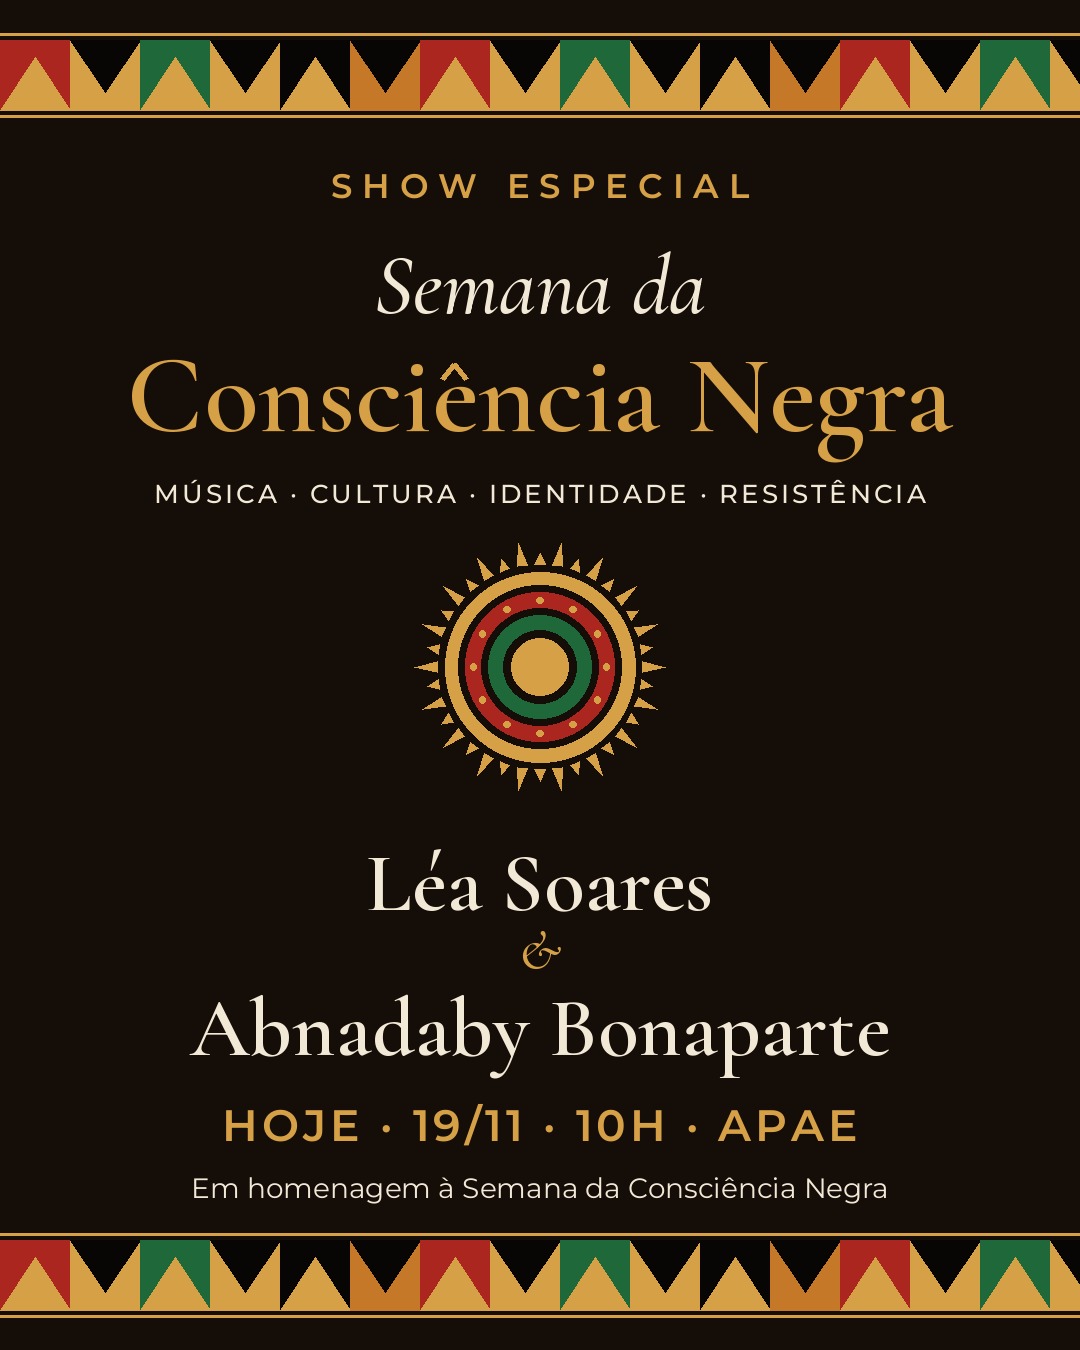 SHOW ESPECIAL
Semana da
Consciência Negra
MÚSICA · CULTURA · IDENTIDADE · RESISTÊNCIA
Léa Soares
&
Abnadaby Bonaparte
HOJE · 19/11 · 10H · APAE
Em homenagem à Semana da Consciência Negra